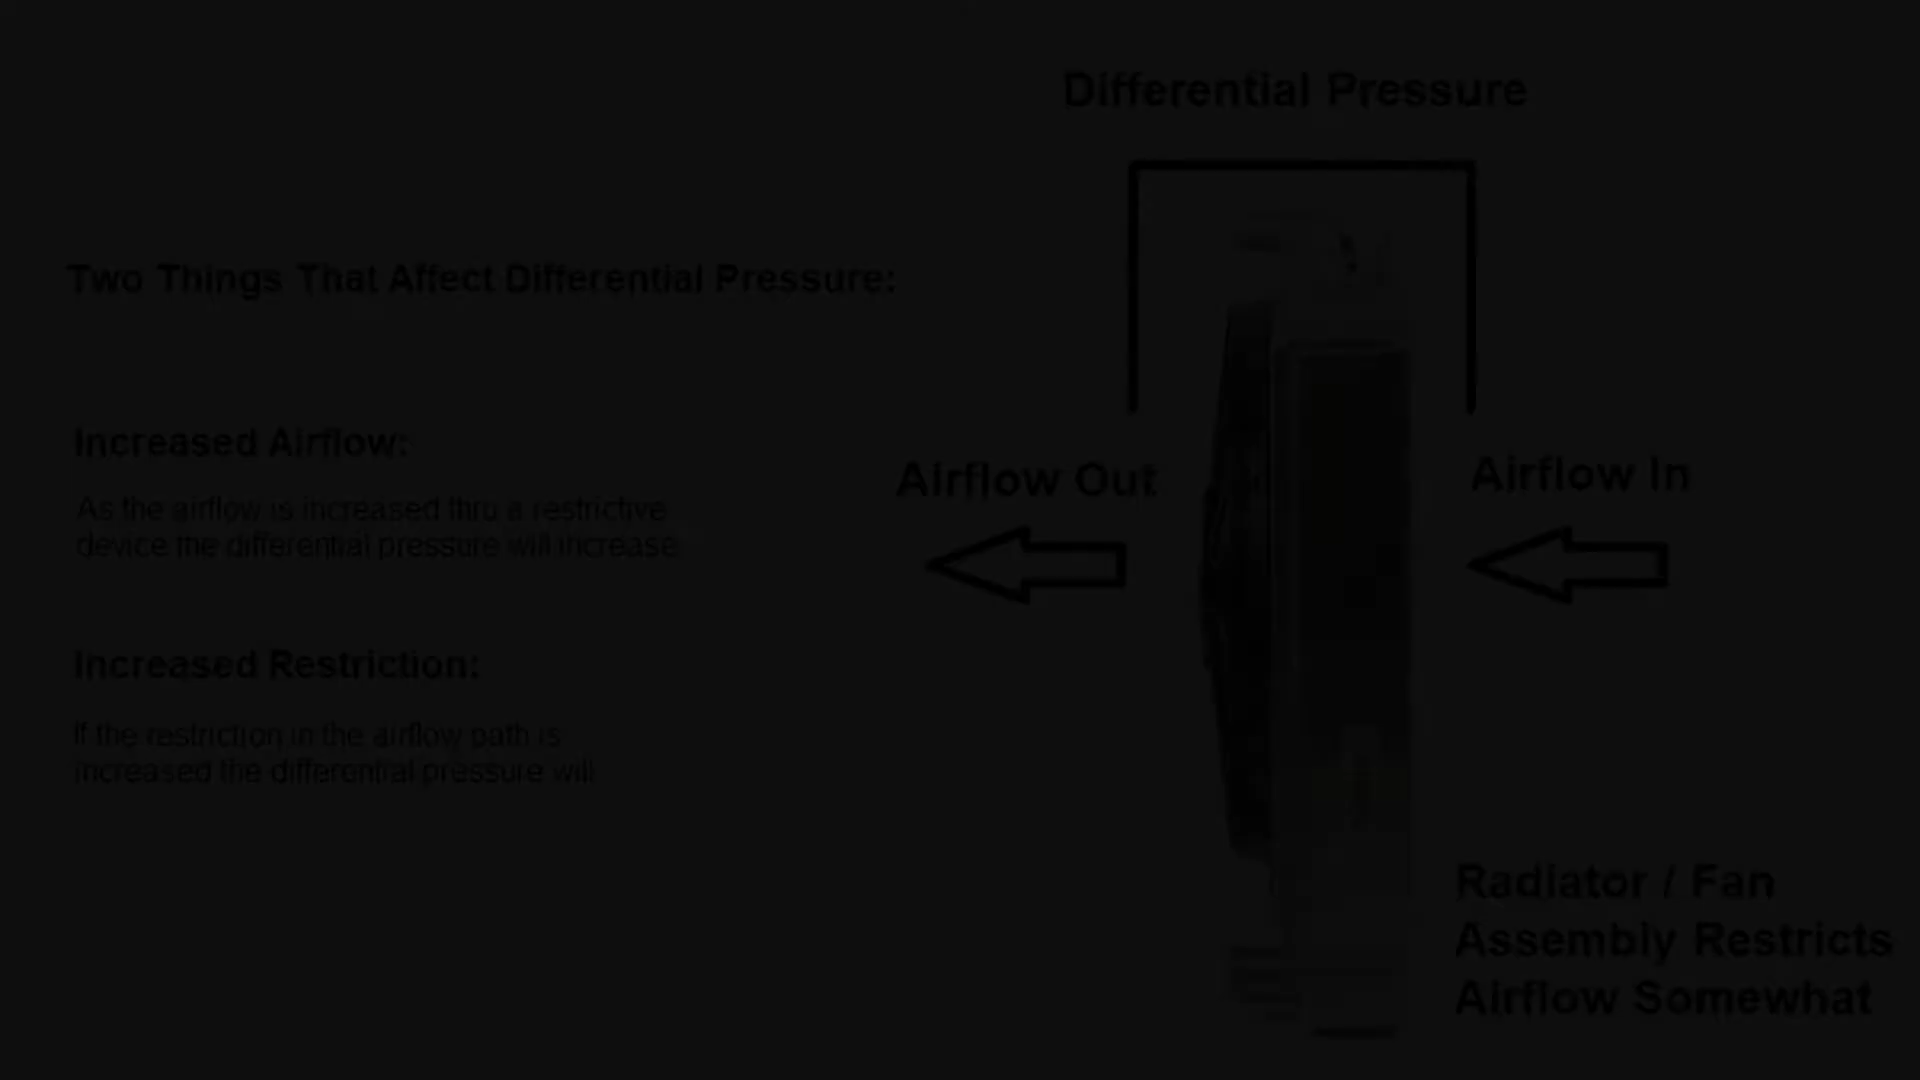 Differential Pressure
Two Things That Affect Differential Pressure:
Increased Airflow:
As the airflow is increased thru a restrictive
device the differential pressure will increase
Airflow Out
Airflow In
Increased Restriction:
If the restriction in the airflow path is
increased the differential pressure will
Radiator / Fan
Assembly Restricts
Airflow Somewhat